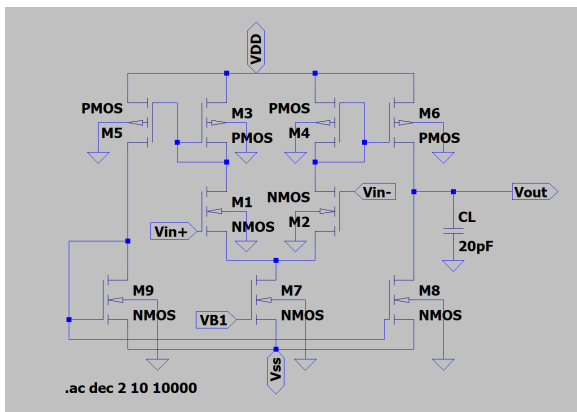 VDD
PMOS
M5
M3
PMOS
PMOS
M4
M6
PMOS
M1
NMOS
Vin+
NMOS
M2
Vin-
Vout
CL
20pF
M9
NMOS
M7
NMOS
VB1
M8
NMOS
Vss
.ac dec 2 10 10000